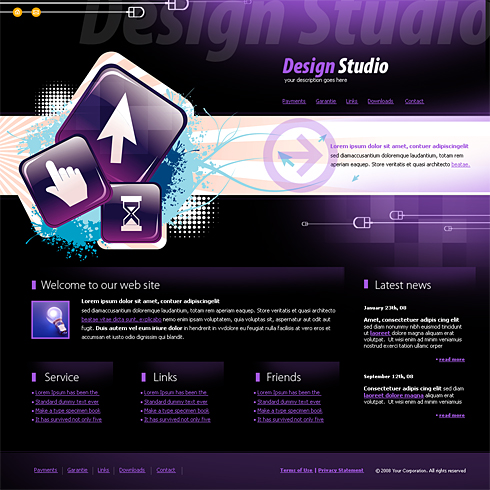 Design Studio
Design Studio
your description goes here
Payments Garantie Links Downloads Contact
Lorem ipsum dolor sit amet, contuer adipiscingelit
sed diamaccusantium doloremque laudantium, totam rem
aperiam eaquep. Store veritatis et quasi architecto beatae.
Welcome to our web site
Lorem ipsum dolor sit amet, contuer adipiscingelit
sed diamaccusantium doloremque laudantium, totam rem aperiam eaquep. Store veritatis et quasi architecto
beatae vitae dicta sunt, explicabo nemo enim ipsam voluptatem, quia voluptas sit, aspernatur aut odit aut
fugit. Duis autem vel eum iriure dolor in hendrerit in vvdolore eu feugiat nulla facilisis at vero eros et
accumsan et iusto odio dignissim qui blandit.
Latest news
January 23th, 08
Amet, consectetuer adipis cing elit
sed diam nonummy nibh euismod tincidunt
ut laoreet dolore magna aliquam erat
volutpat. Ut wisi enim ad minim veniam
nostrud exerci tation ullamc orper
read more
September 12th, 08
Consectetuer adipis cing elit sed diam
laoreet dolore magna aliquam erat
volutpat. Ut wisi enim ad minim veniam
read more
Service
Lorem Ipsum has been the
Standard dummy text ever
Make a type specimen book
It has survived not only five
Links
Lorem Ipsum has been the
Standard dummy text ever
Make a type specimen book
It has survived not only five
Friends
Lorem Ipsum has been the
Standard dummy text ever
Make a type specimen book
It has survived not only five
Payments | Garantie | Links | Downloads | Contact |
Terms of Use | Privacy Statement
© 2008 Your Corporation. All rights reserved